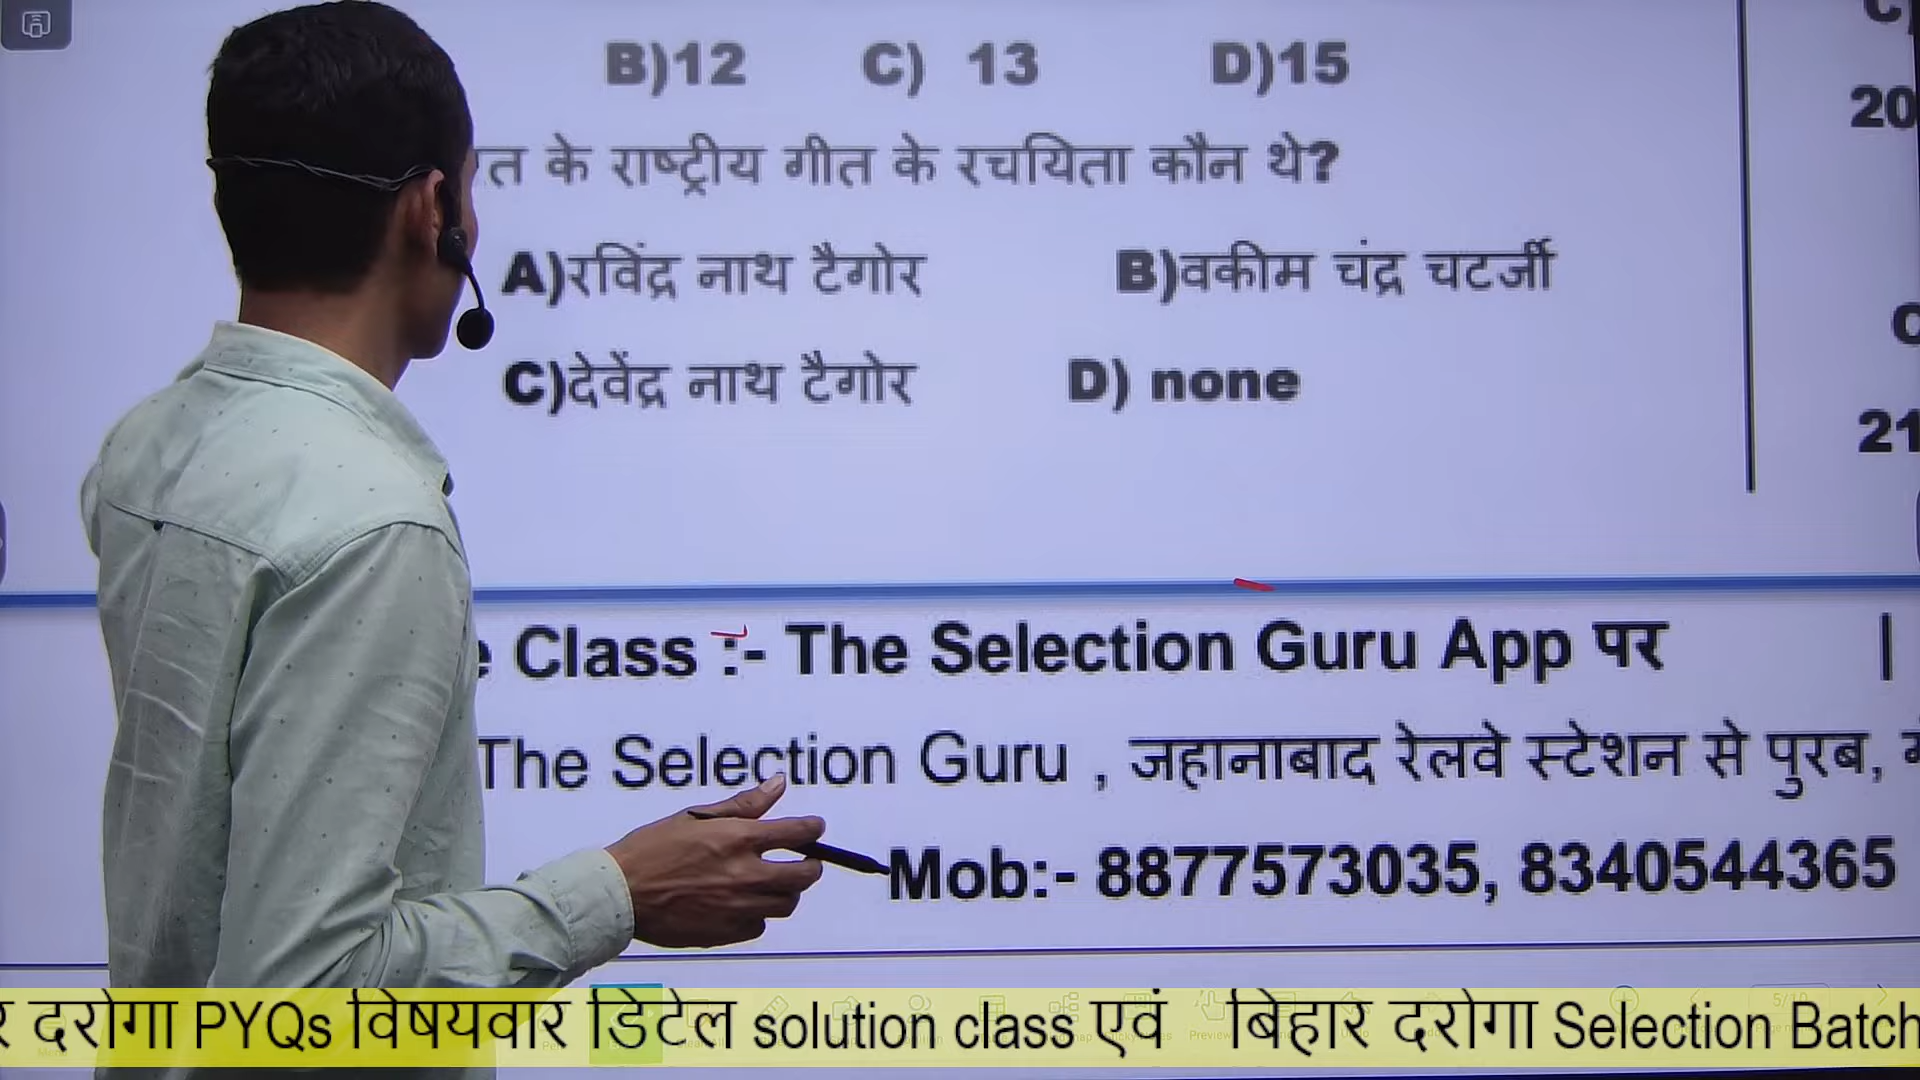 B)12 C) 13 D)15
20
के राष्ट्रीय गीत के रचयिता कौन थे?
A)रविंद्र नाथ टैगोर B)वकीम चंद्र चटर्जी
C)देवेंद्र नाथ टैगोर D) none
21
Class :- The Selection Guru App पर |
The Selection Guru , जहानाबाद रेलवे स्टेशन से पुरब,
Mob:- 8877573035, 8340544365
दरोगा PYQs विषयवार डिटेल solution class एवं बिहार दरोगा Selection Batch